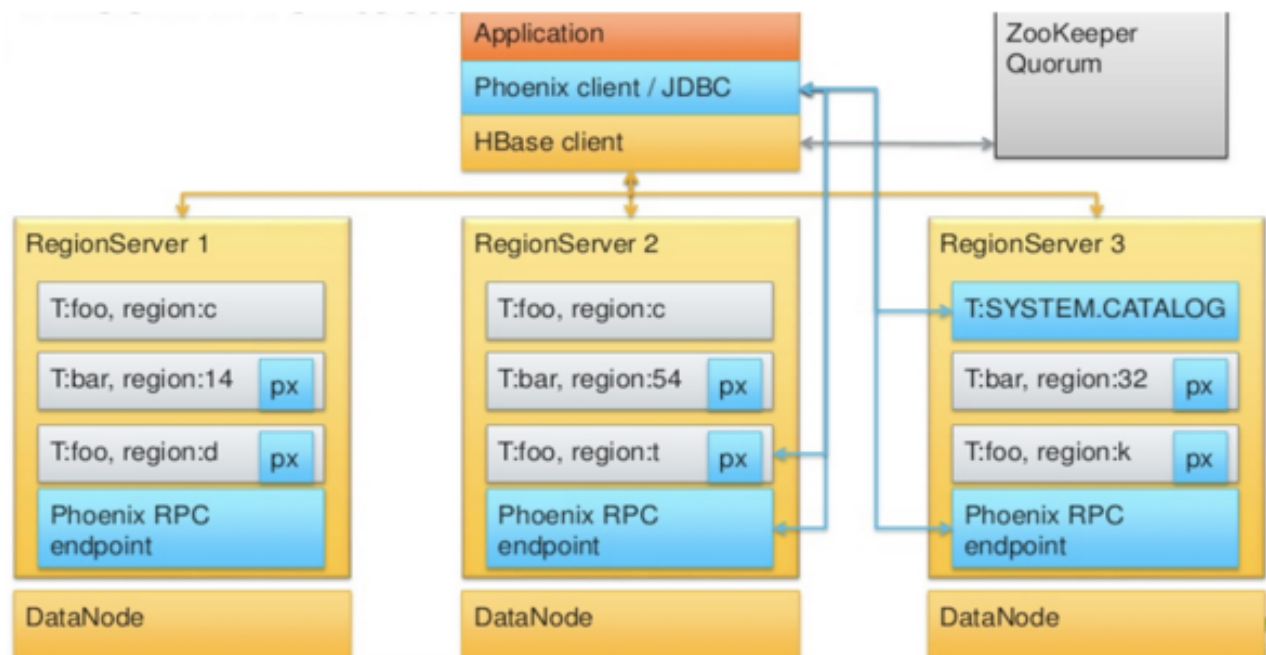 Application
Phoenix client / JDBC
HBase client
ZooKeeper
Quorum
RegionServer 1
T:foo, region:c
T:bar, region:14
px
T:foo, region:d
px
Phoenix RPC
endpoint
DataNode
RegionServer 2
T:foo, region:c
T:bar, region:54
px
T:foo, region:t
px
Phoenix RPC
endpoint
DataNode
RegionServer 3
T:SYSTEM.CATALOG
T:bar, region:32
px
T:foo, region:k
px
Phoenix RPC
endpoint
DataNode